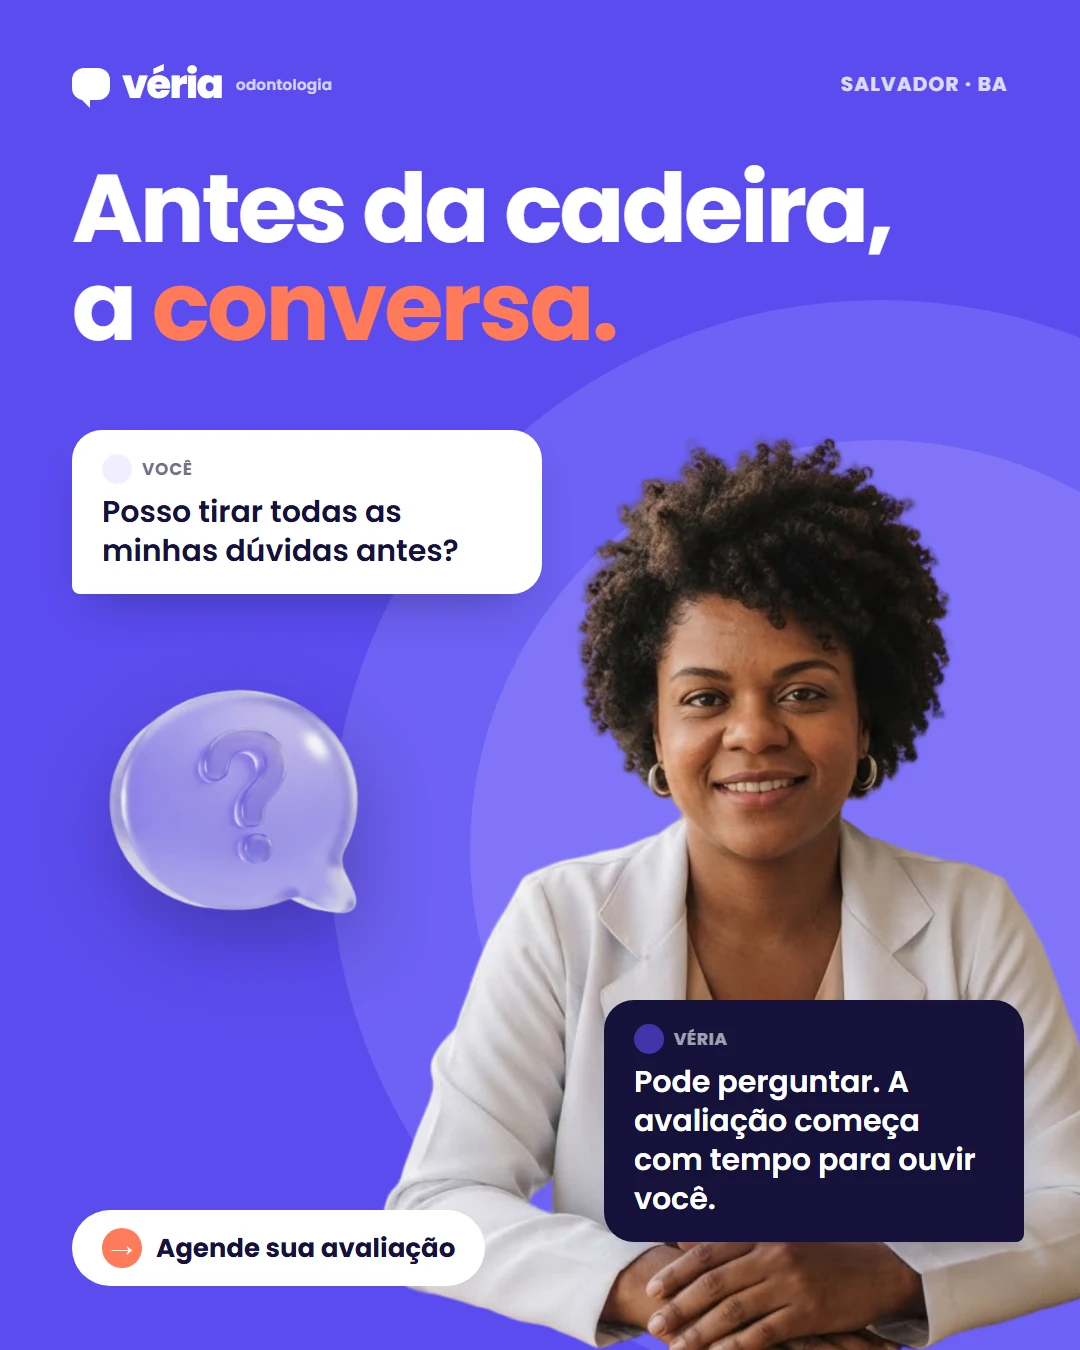 véria odontologia
SALVADOR · BA
Antes da cadeira,
a conversa.
VOCÊ
Posso tirar todas as
minhas dúvidas antes?
?
VÉRIA
Pode perguntar. A
avaliação começa
com tempo para ouvir
você.
→ Agende sua avaliação